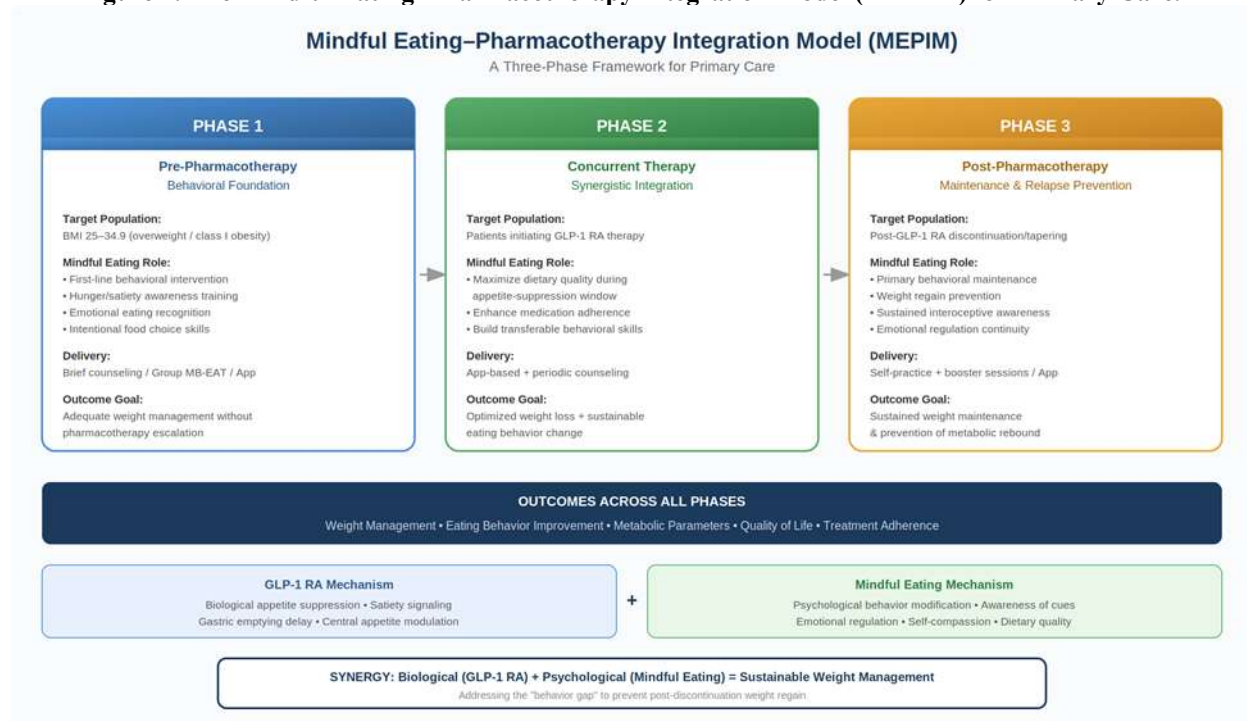 Mindful Eating–Pharmacotherapy Integration Model (MEPIM)
A Three-Phase Framework for Primary Care
PHASE 1
Pre-Pharmacotherapy
Behavioral Foundation
Target Population:
BMI 25–34.9 (overweight / class I obesity)
Mindful Eating Role:
• First-line behavioral intervention
• Hunger/satiety awareness training
• Emotional eating recognition
• Intentional food choice skills
Delivery:
Brief counseling / Group MB-EAT / App
Outcome Goal:
Adequate weight management without
pharmacotherapy escalation
PHASE 2
Concurrent Therapy
Synergistic Integration
Target Population:
Patients initiating GLP-1 RA therapy
Mindful Eating Role:
• Maximize dietary quality during
appetite-suppression window
• Enhance medication adherence
• Build transferable behavioral skills
Delivery:
App-based + periodic counseling
Outcome Goal:
Optimized weight loss + sustainable
eating behavior change
PHASE 3
Post-Pharmacotherapy
Maintenance & Relapse Prevention
Target Population:
Post-GLP-1 RA discontinuation/tapering
Mindful Eating Role:
• Primary behavioral maintenance
• Weight regain prevention
• Sustained interoceptive awareness
• Emotional regulation continuity
Delivery:
Self-practice + booster sessions / App
Outcome Goal:
Sustained weight maintenance
& prevention of metabolic rebound
OUTCOMES ACROSS ALL PHASES
Weight Management • Eating Behavior Improvement • Metabolic Parameters • Quality of Life • Treatment Adherence
GLP-1 RA Mechanism
Biological appetite suppression • Satiety signaling
Gastric emptying delay • Central appetite modulation
+
Mindful Eating Mechanism
Psychological behavior modification • Awareness of cues
Emotional regulation • Self-compassion • Dietary quality
SYNERGY: Biological (GLP-1 RA) + Psychological (Mindful Eating) = Sustainable Weight Management
Addressing the "behavior gap" to prevent post-discontinuation weight regain